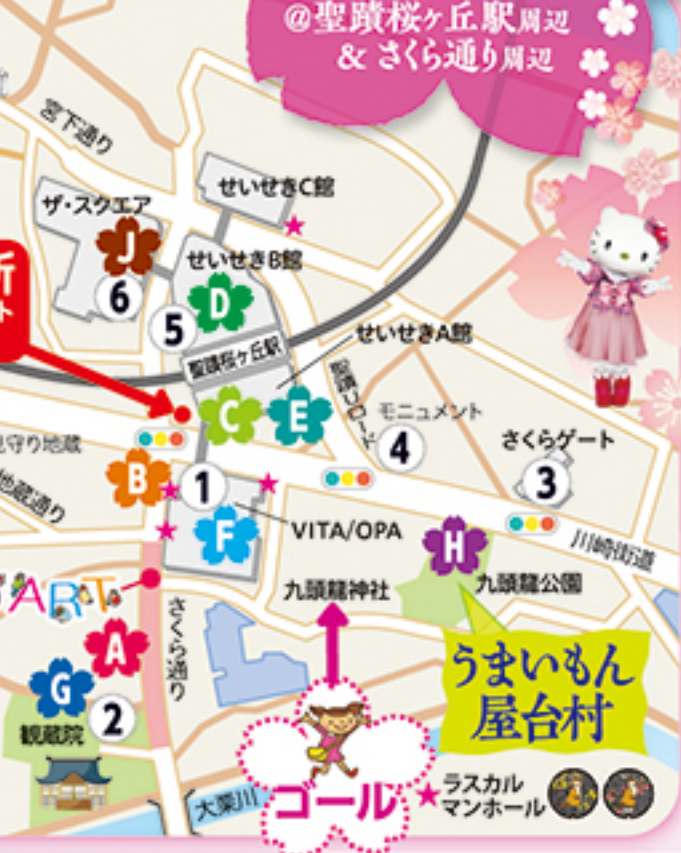 @聖蹟桜ヶ丘駅周辺
& さくら通り周辺
宮下通り
せいせきC館
ザ・スクエア
J
せいせきB館
6
D
5
せいせきA館
聖蹟桜ヶ丘駅
C
E
聖蹟Uロード
モニュメント
4
さくらゲート
見守り地蔵
B
1
3
地蔵通り
VITA/OPA
F
H
川崎街道
九頭龍神社
九頭龍公園
さくら通り
A
うまいもん
屋台村
G
2
観蔵院
ゴール
ラスカル
マンホール
大栗川